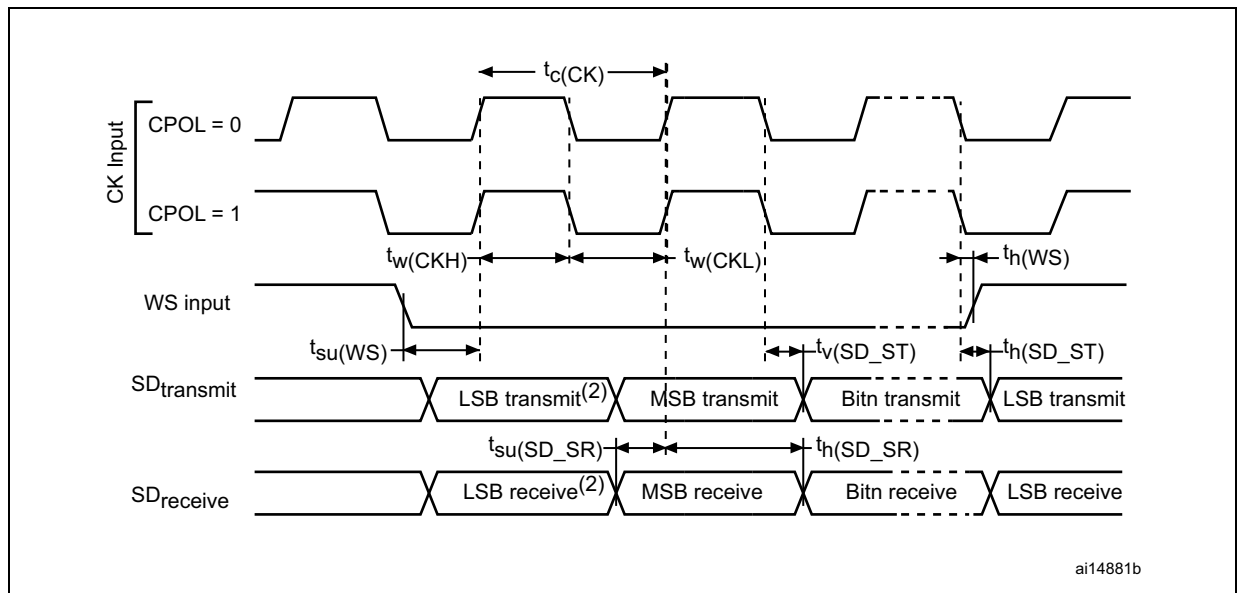 tc(CK)
CK Input
CPOL = 0
CPOL = 1
tw(CKH)
tw(CKL)
th(WS)
WS input
tsu(WS)
tv(SD_ST)
th(SD_ST)
SDtransmit
LSB transmit(2)
MSB transmit
Bitn transmit
LSB transmit
tsu(SD_SR)
th(SD_SR)
SDreceive
LSB receive(2)
MSB receive
Bitn receive
LSB receive
ai14881b